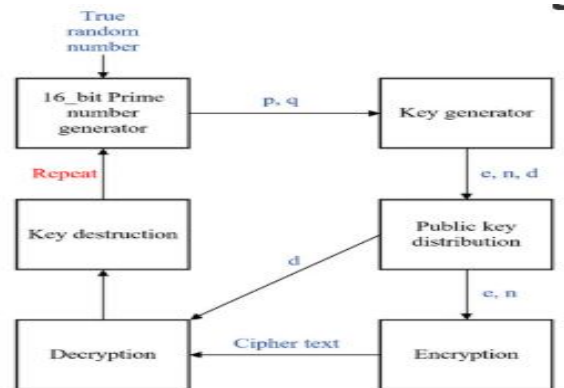 True
random
number
16_bit Prime
number
generator
p, q
Key generator
Repeat
e, n, d
Key destruction
Public key
distribution
d
e, n
Decryption
Cipher text
Encryption